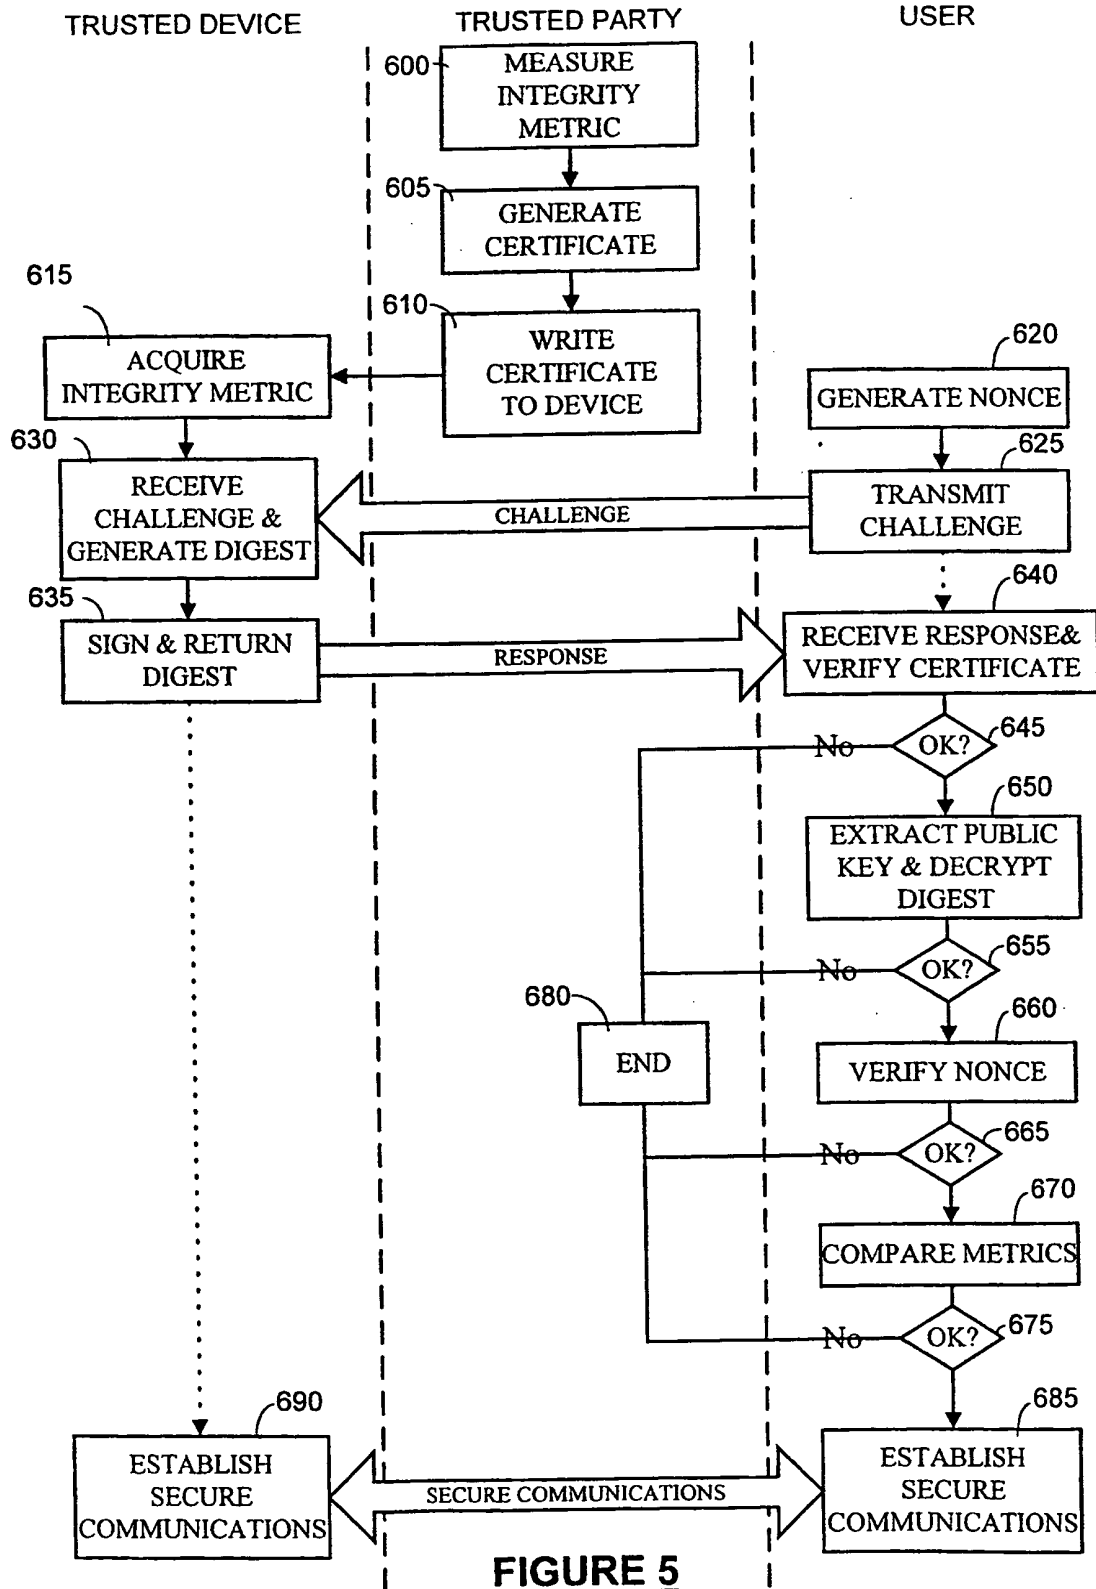 TRUSTED DEVICE
TRUSTED PARTY
USER
600
MEASURE
INTEGRITY
METRIC
605
GENERATE
CERTIFICATE
610
WRITE
CERTIFICATE
TO DEVICE
615
ACQUIRE
INTEGRITY METRIC
620
GENERATE NONCE
625
TRANSMIT
CHALLENGE
630
RECEIVE
CHALLENGE &
GENERATE DIGEST
CHALLENGE
635
SIGN & RETURN
DIGEST
RESPONSE
640
RECEIVE RESPONSE&
VERIFY CERTIFICATE
645
OK?
No
650
EXTRACT PUBLIC
KEY & DECRYPT
DIGEST
655
OK?
No
680
END
660
VERIFY NONCE
665
OK?
No
670
COMPARE METRICS
675
OK?
No
690
ESTABLISH
SECURE
COMMUNICATIONS
SECURE COMMUNICATIONS
685
ESTABLISH
SECURE
COMMUNICATIONS
FIGURE 5